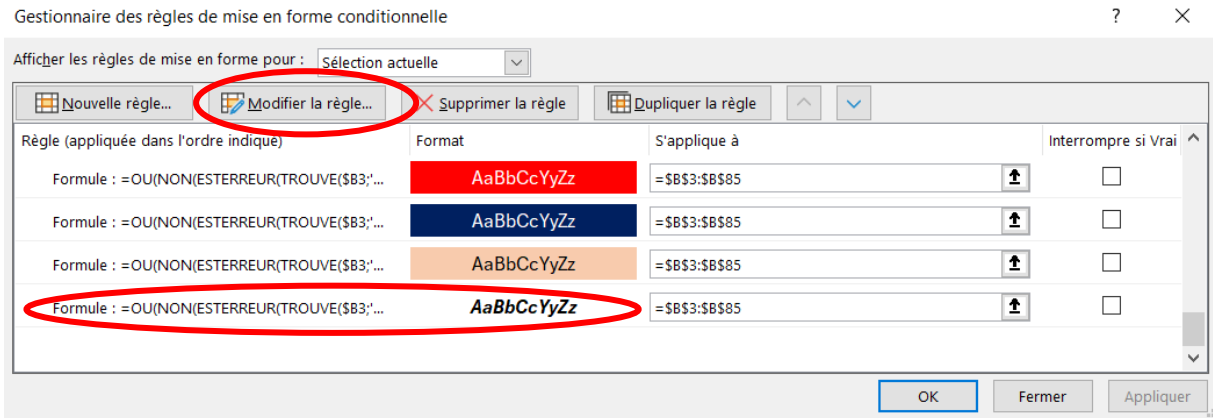 Gestionnaire des règles de mise en forme conditionnelle ? ×
Afficher les règles de mise en forme pour : Sélection actuelle
Nouvelle règle... Modifier la règle... Supprimer la règle Dupliquer la règle
Règle (appliquée dans l'ordre indiqué) Format S'applique à Interrompre si Vrai
Formule : =OU(NON(ESTERREUR(TROUVE($B3;'... AaBbCcYyZz =$B$3:$B$85
Formule : =OU(NON(ESTERREUR(TROUVE($B3;'... AaBbCcYyZz =$B$3:$B$85
Formule : =OU(NON(ESTERREUR(TROUVE($B3;'... AaBbCcYyZz =$B$3:$B$85
Formule : =OU(NON(ESTERREUR(TROUVE($B3;'... AaBbCcYyZz =$B$3:$B$85
OK Fermer Appliquer